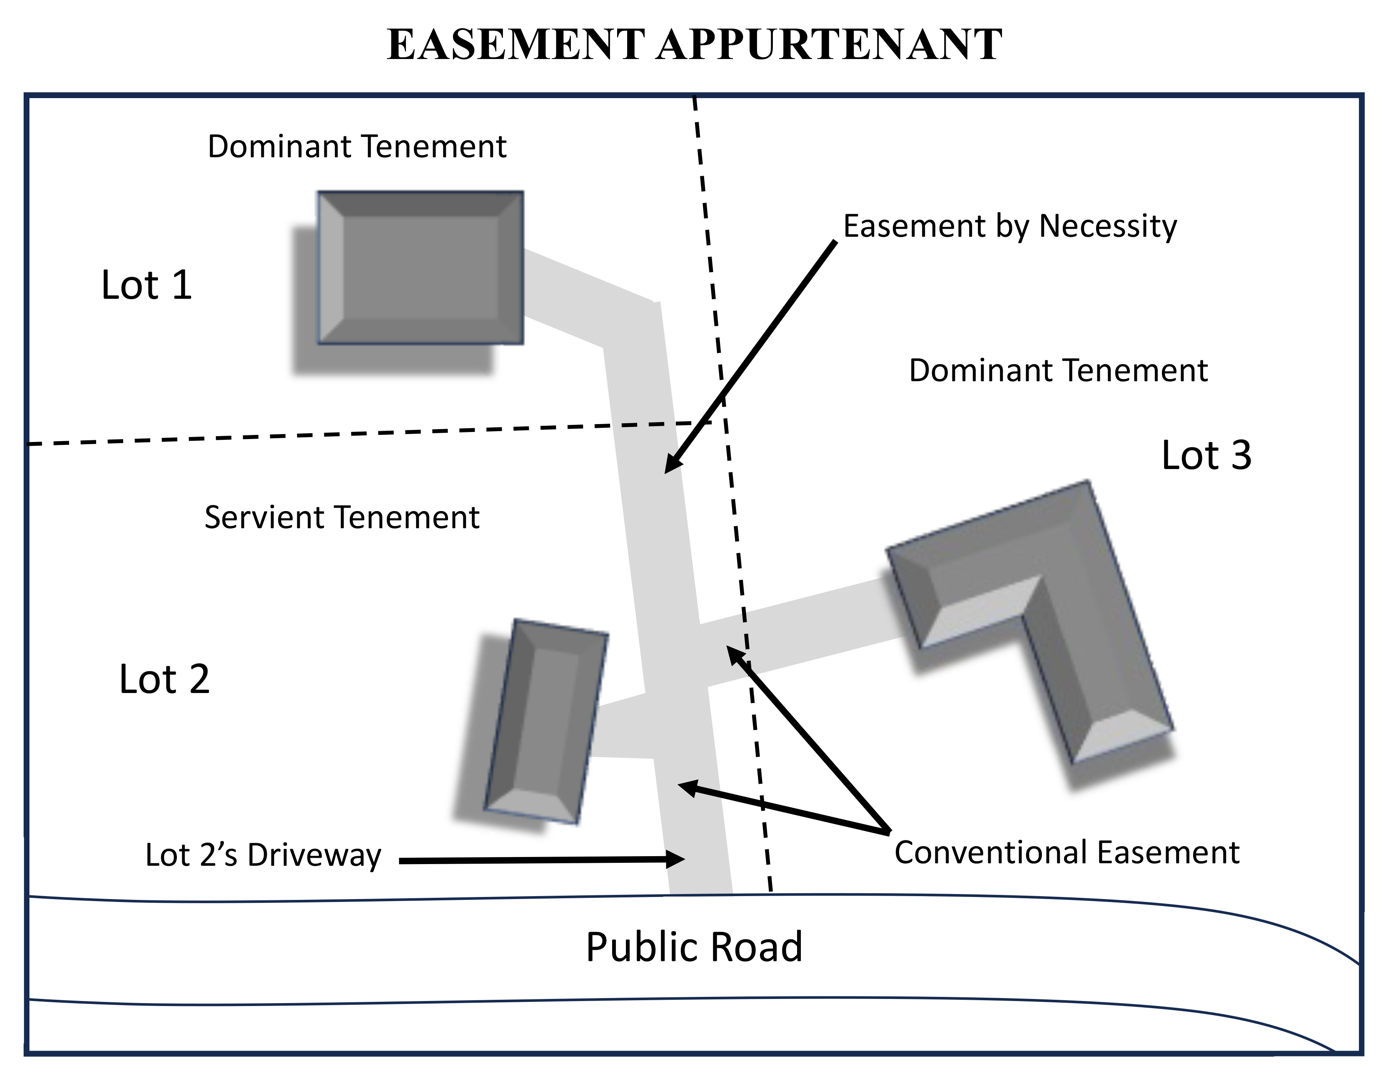 EASEMENT APPURTENANT
Dominant Tenement
Easement by Necessity
Lot 1
Dominant Tenement
Lot 3
Servient Tenement
Lot 2
Lot 2’s Driveway
Conventional Easement
Public Road